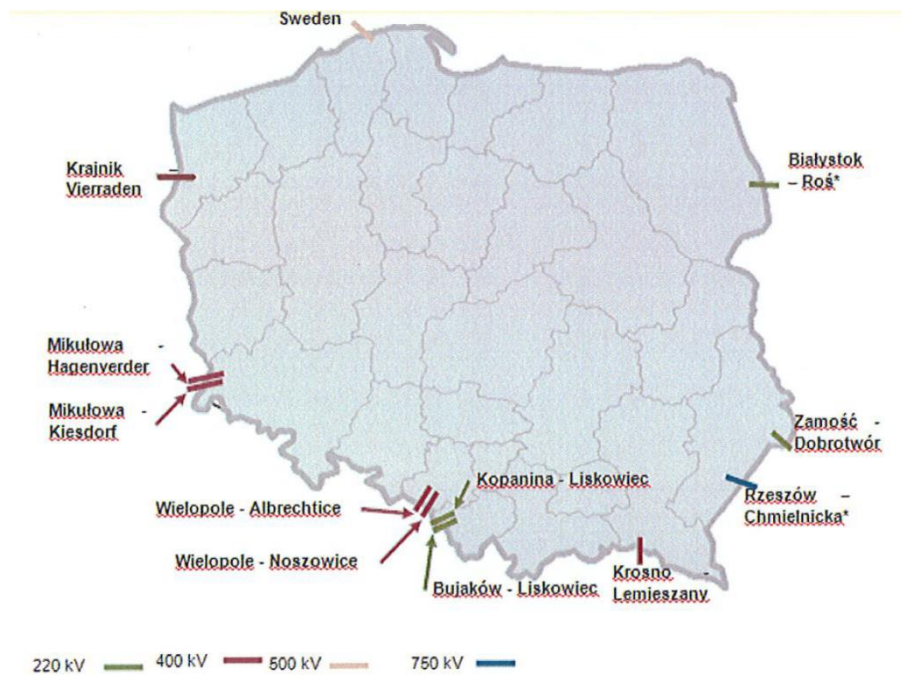 Sweden
Krajnik –
Vierraden
Białystok
– Roś*
Mikułowa -
Hagenverder
Mikułowa -
Kiesdorf
Zamość -
Dobrotwór
Kopanina - Liskowiec
Rzeszów –
Chmielnicka*
Wielopole - Albrechtice
Wielopole - Noszowice
Bujaków - Liskowiec
Krosno -
Lemieszany
220 kV 400 kV 500 kV 750 kV